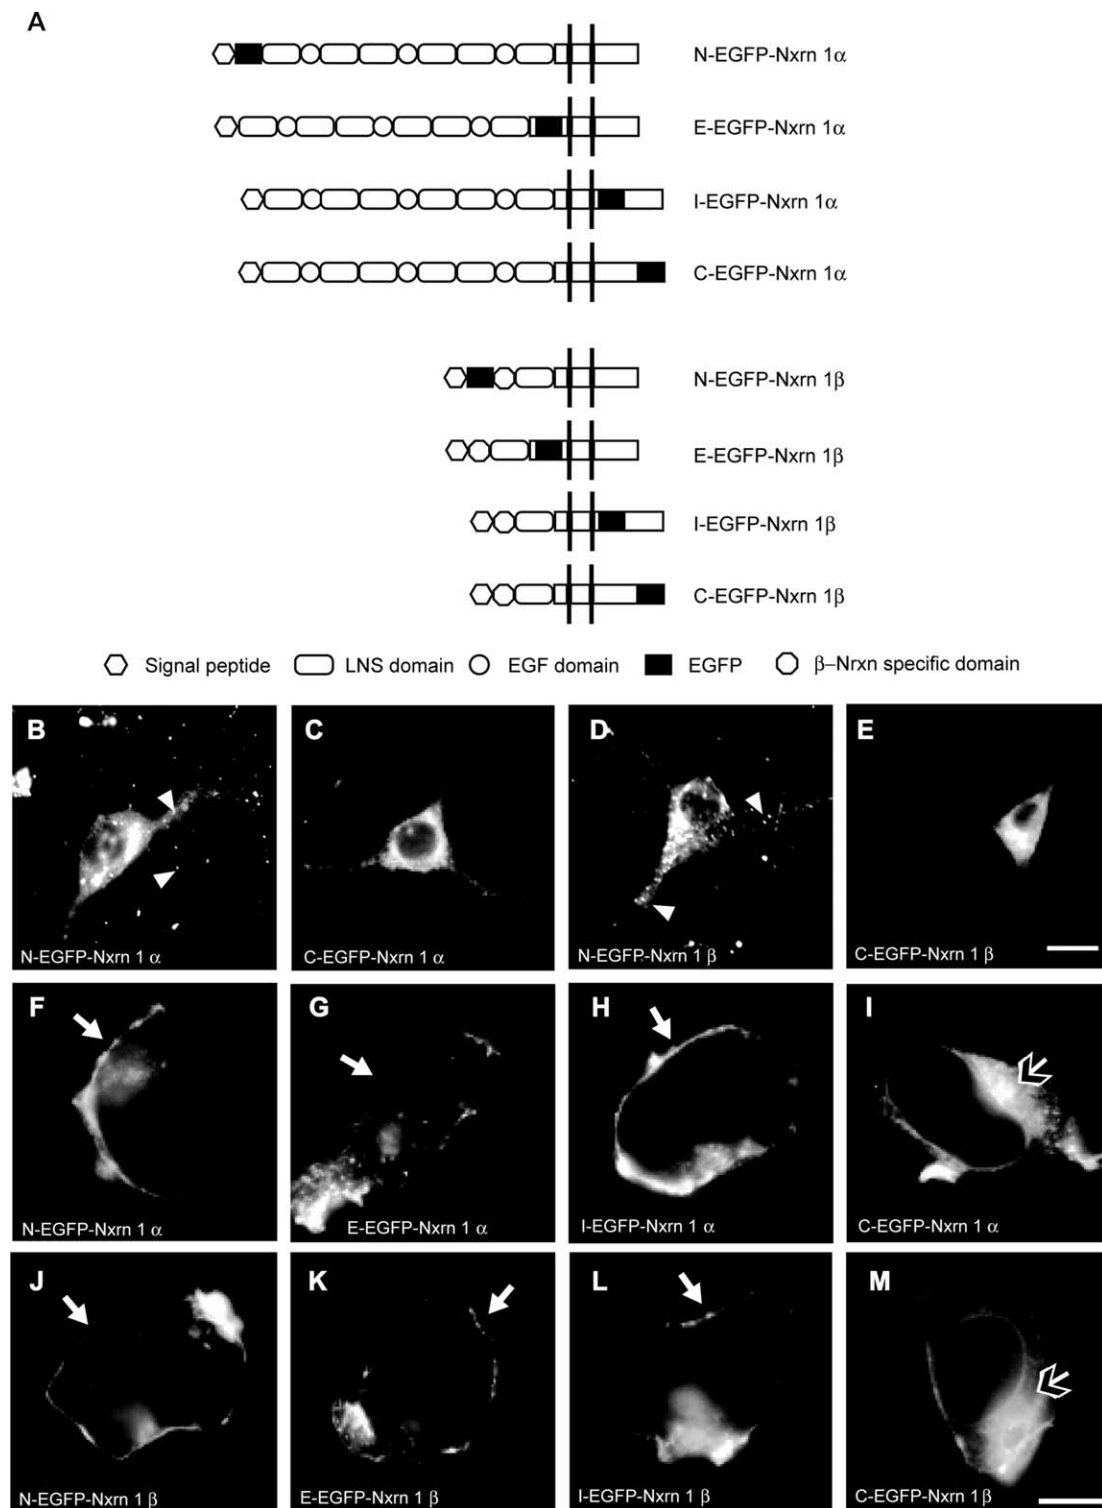 A
N-EGFP-Nxrn 1α
E-EGFP-Nxrn 1α
I-EGFP-Nxrn 1α
C-EGFP-Nxrn 1α
N-EGFP-Nxrn 1β
E-EGFP-Nxrn 1β
I-EGFP-Nxrn 1β
C-EGFP-Nxrn 1β
Signal peptide LNS domain EGF domain EGFP β–Nrxn specific domain
B C D E
N-EGFP-Nxrn 1 α C-EGFP-Nxrn 1 α N-EGFP-Nxrn 1 β C-EGFP-Nxrn 1 β
F G H I
N-EGFP-Nxrn 1 α E-EGFP-Nxrn 1 α I-EGFP-Nxrn 1 α C-EGFP-Nxrn 1 α
J K L M
N-EGFP-Nxrn 1 β E-EGFP-Nxrn 1 β I-EGFP-Nxrn 1 β C-EGFP-Nxrn 1 β